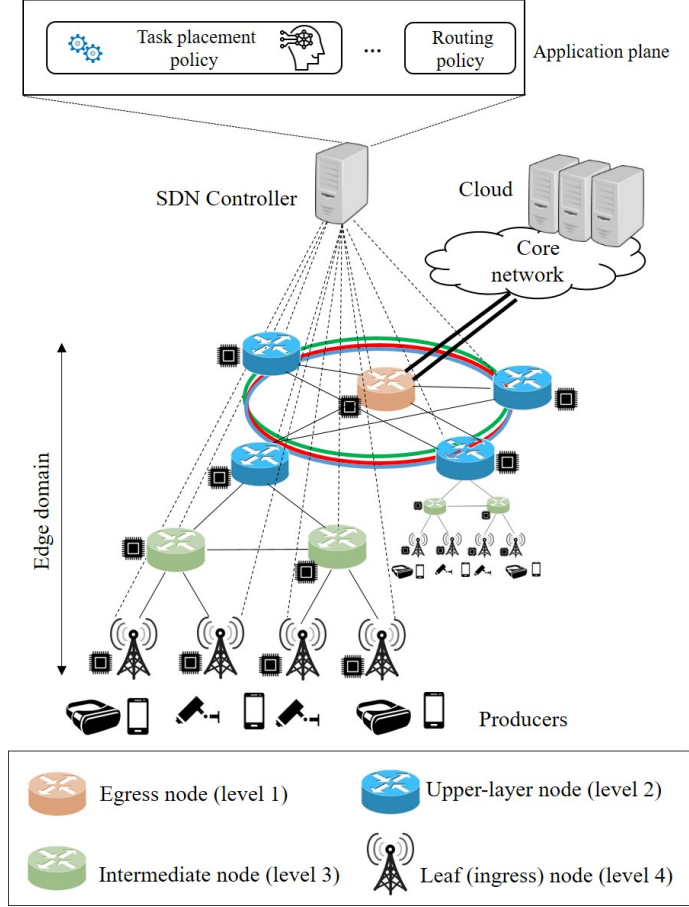 Task placement
policy
...
Routing
policy
Application plane
SDN Controller
Cloud
Core
network
Edge domain
Producers
Egress node (level 1)
Upper-layer node (level 2)
Intermediate node (level 3)
Leaf (ingress) node (level 4)